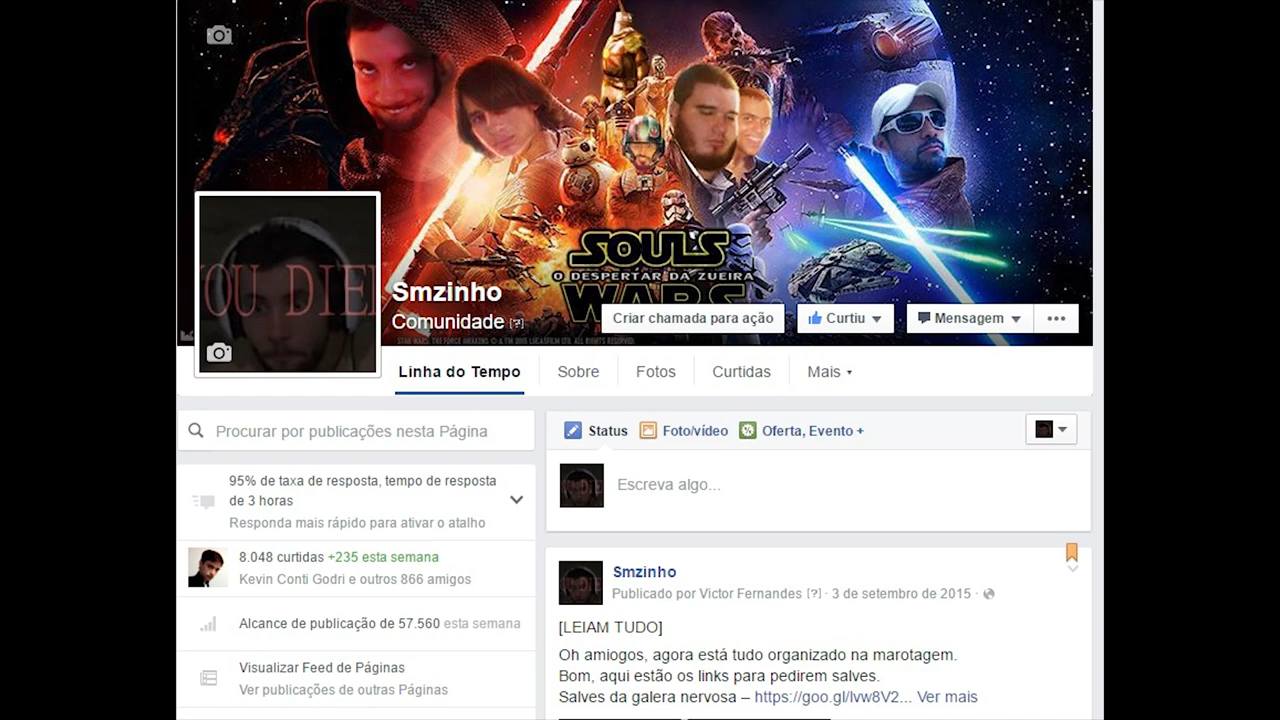 SOULS
O DESPERTAR DA ZUEIRA
WARS
STAR WARS: THE FORCE AWAKENS © & TM 2015 LUCASFILM LTD. ALL RIGHTS RESERVED.
YOU DIED
Smzinho
Comunidade [?]
Criar chamada para ação
Curtiu
Mensagem
Linha do Tempo
Sobre
Fotos
Curtidas
Mais
Procurar por publicações nesta Página
95% de taxa de resposta, tempo de resposta
de 3 horas
Responda mais rápido para ativar o atalho
8.048 curtidas +235 esta semana
Kevin Conti Godri e outros 866 amigos
Alcance de publicação de 57.560 esta semana
Visualizar Feed de Páginas
Ver publicações de outras Páginas
Status
Foto/vídeo
Oferta, Evento +
Escreva algo...
Smzinho
Publicado por Victor Fernandes [?] · 3 de setembro de 2015 ·
[LEIAM TUDO]
Oh amiogos, agora está tudo organizado na marotagem.
Bom, aqui estão os links para pedirem salves.
Salves da galera nervosa – https://goo.gl/lvw8V2... Ver mais